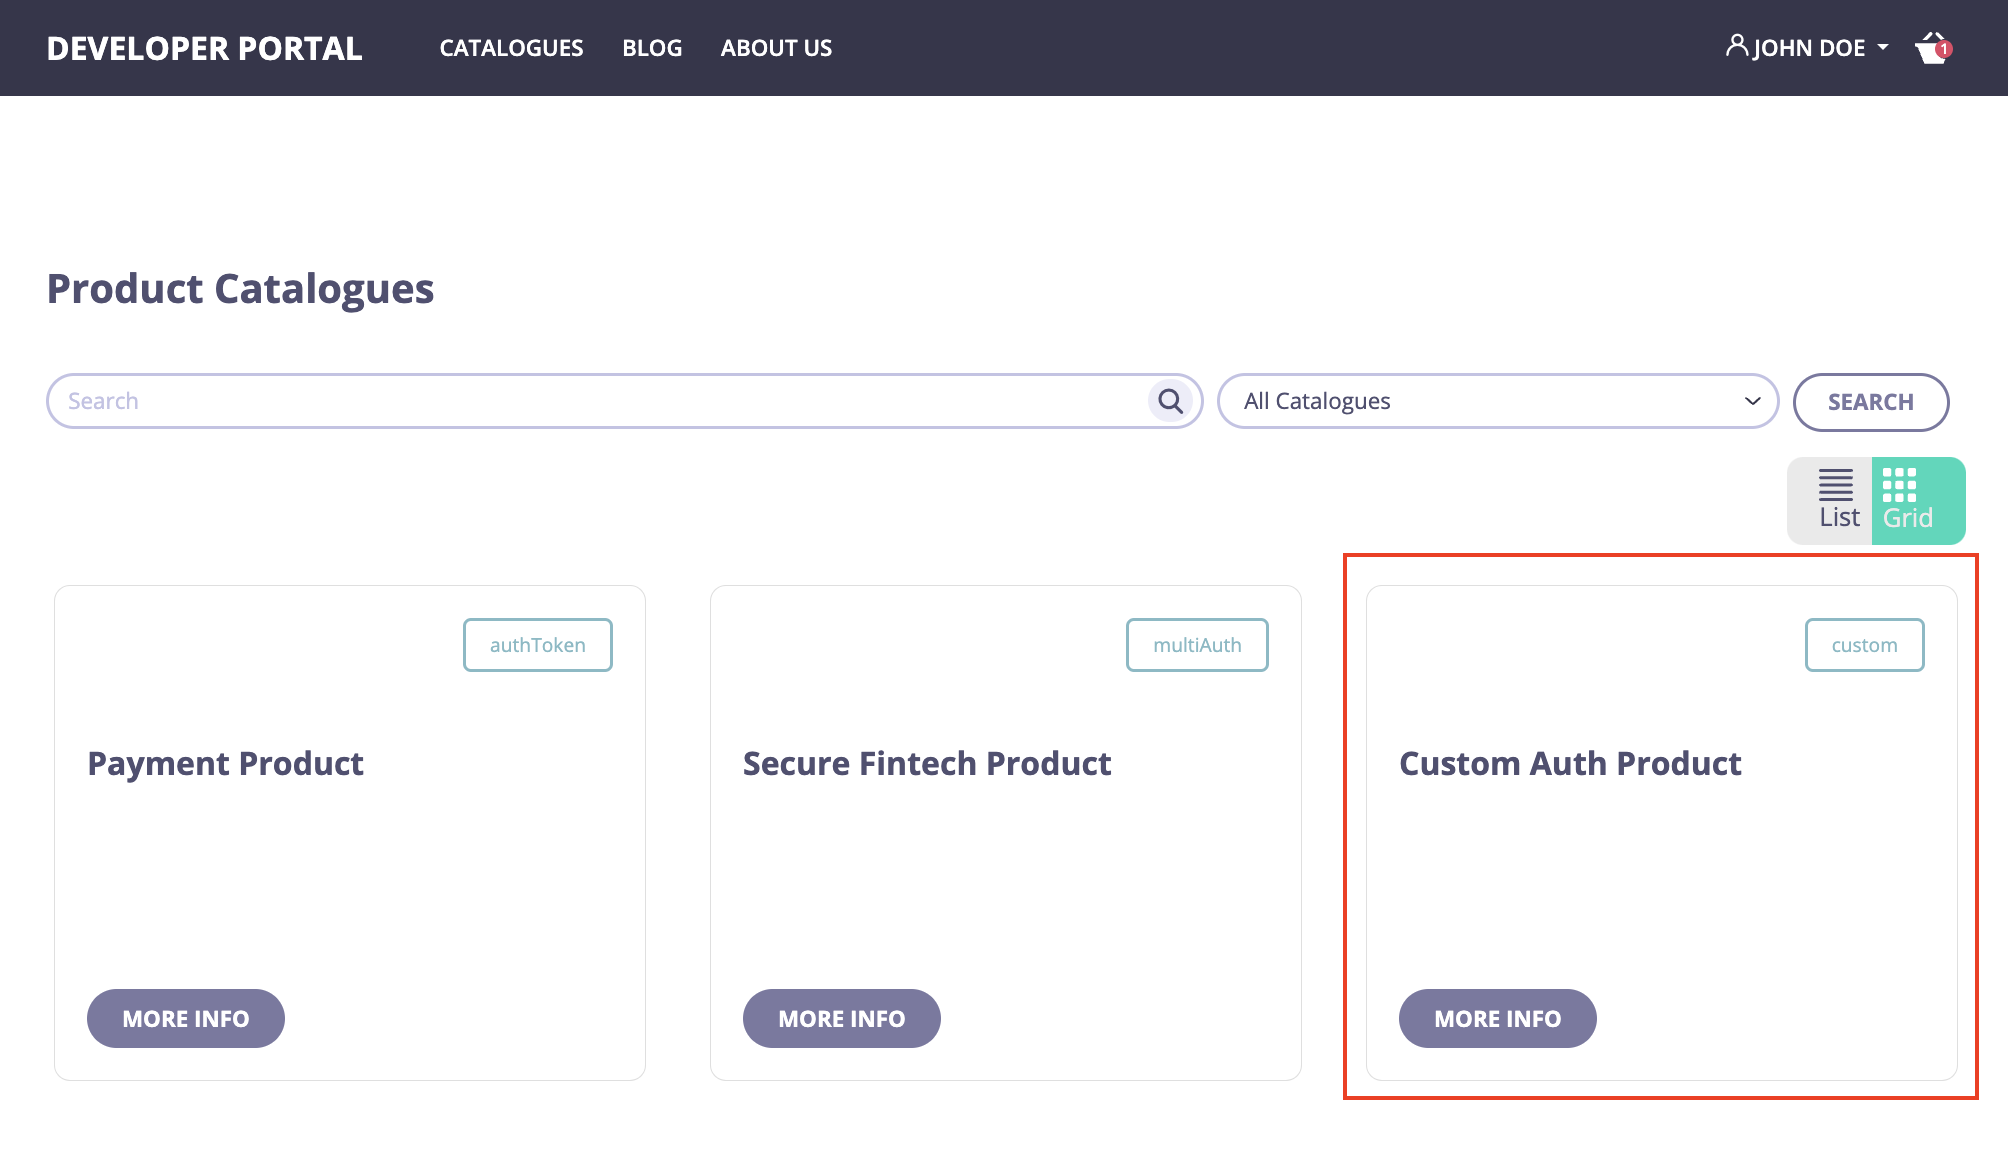 DEVELOPER PORTAL CATALOGUES BLOG ABOUT US JOHN DOE 1
Product Catalogues
Search All Catalogues SEARCH
List Grid
authToken multiAuth custom
Payment Product Secure Fintech Product Custom Auth Product
MORE INFO MORE INFO MORE INFO